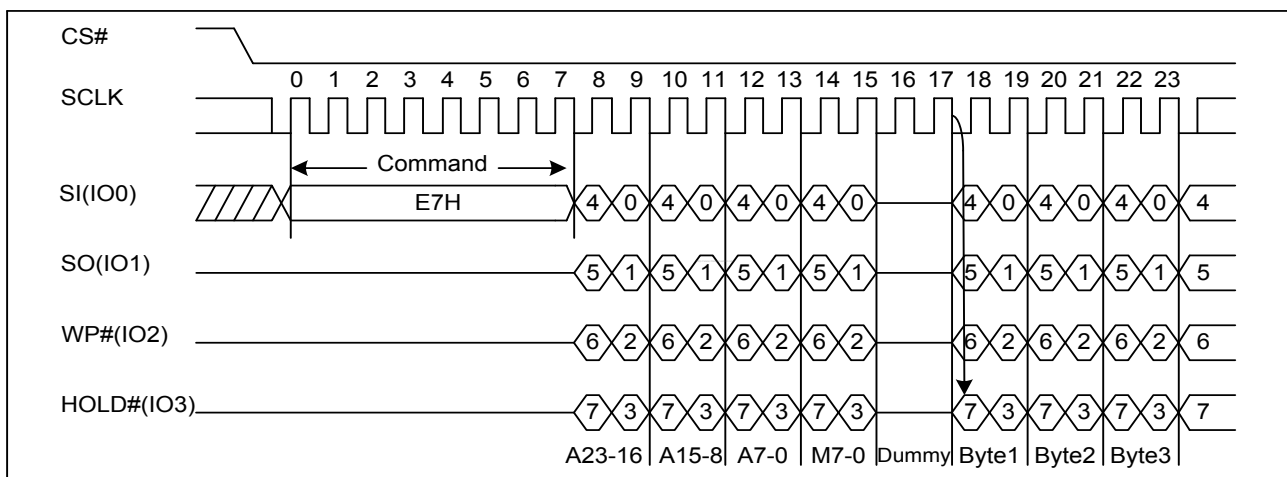 CS#
0 1 2 3 4 5 6 7 8 9 10 11 12 13 14 15 16 17 18 19 20 21 22 23
SCLK
Command
SI(IO0) E7H 4 0 4 0 4 0 4 0 4 0 4 0 4 0 4
SO(IO1) 5 1 5 1 5 1 5 1 5 1 5 1 5 1 5
WP#(IO2) 6 2 6 2 6 2 6 2 6 2 6 2 6 2 6
HOLD#(IO3) 7 3 7 3 7 3 7 3 7 3 7 3 7 3 7
A23-16 A15-8 A7-0 M7-0 Dummy Byte1 Byte2 Byte3